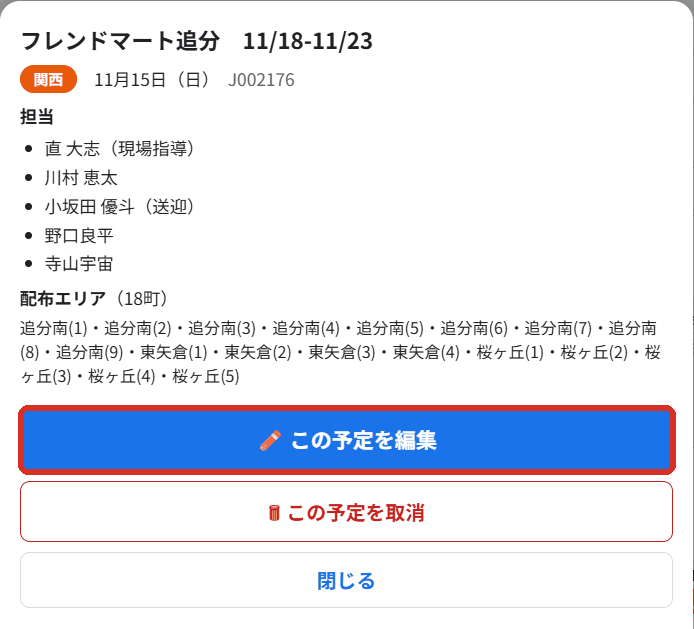 フレンドマート追分　11/18-11/23
関西　11月15日（日）　J002176
担当
• 直 大志（現場指導）
• 川村 恵太
• 小坂田 優斗（送迎）
• 野口良平
• 寺山宇宙
配布エリア（18町）
追分南(1)・追分南(2)・追分南(3)・追分南(4)・追分南(5)・追分南(6)・追分南(7)・追分南
(8)・追分南(9)・東矢倉(1)・東矢倉(2)・東矢倉(3)・東矢倉(4)・桜ヶ丘(1)・桜ヶ丘(2)・桜
ヶ丘(3)・桜ヶ丘(4)・桜ヶ丘(5)
この予定を編集
この予定を取消
閉じる